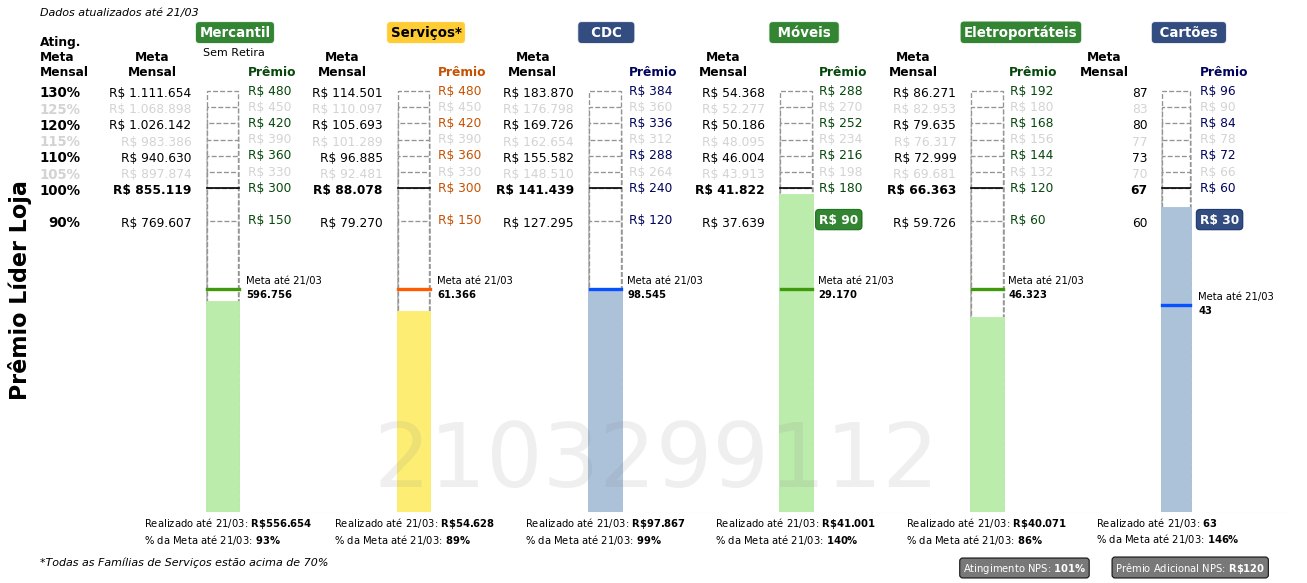 Dados atualizados até 21/03
Mercantil Serviços* CDC Móveis Eletroportáteis Cartões
Sem Retira
Ating. Meta Mensal
Meta Mensal Prêmio Meta Mensal Prêmio Meta Mensal Prêmio Meta Mensal Prêmio Meta Mensal Prêmio Meta Mensal Prêmio
130% R$ 1.111.654 R$ 480 R$ 114.501 R$ 480 R$ 183.870 R$ 384 R$ 54.368 R$ 288 R$ 86.271 R$ 192 87 R$ 96
125% R$ 1.068.898 R$ 450 R$ 110.097 R$ 450 R$ 176.798 R$ 360 R$ 52.277 R$ 270 R$ 82.953 R$ 180 83 R$ 90
120% R$ 1.026.142 R$ 420 R$ 105.693 R$ 420 R$ 169.726 R$ 336 R$ 50.186 R$ 252 R$ 79.635 R$ 168 80 R$ 84
115% R$ 983.386 R$ 390 R$ 101.289 R$ 390 R$ 162.654 R$ 312 R$ 48.095 R$ 234 R$ 76.317 R$ 156 77 R$ 78
110% R$ 940.630 R$ 360 R$ 96.885 R$ 360 R$ 155.582 R$ 288 R$ 46.004 R$ 216 R$ 72.999 R$ 144 73 R$ 72
105% R$ 897.874 R$ 330 R$ 92.481 R$ 330 R$ 148.510 R$ 264 R$ 43.913 R$ 198 R$ 69.681 R$ 132 70 R$ 66
100% R$ 855.119 R$ 300 R$ 88.078 R$ 300 R$ 141.439 R$ 240 R$ 41.822 R$ 180 R$ 66.363 R$ 120 67 R$ 60
90% R$ 769.607 R$ 150 R$ 79.270 R$ 150 R$ 127.295 R$ 120 R$ 37.639 R$ 90 R$ 59.726 R$ 60 60 R$ 30
Prêmio Líder Loja
Meta até 21/03 Meta até 21/03 Meta até 21/03 Meta até 21/03 Meta até 21/03 Meta até 21/03
596.756 61.366 98.545 29.170 46.323 43
2103299112
Realizado até 21/03: R$556.654 Realizado até 21/03: R$54.628 Realizado até 21/03: R$97.867 Realizado até 21/03: R$41.001 Realizado até 21/03: R$40.071 Realizado até 21/03: 63
% da Meta até 21/03: 93% % da Meta até 21/03: 89% % da Meta até 21/03: 99% % da Meta até 21/03: 140% % da Meta até 21/03: 86% % da Meta até 21/03: 146%
*Todas as Famílias de Serviços estão acima de 70%
Atingimento NPS: 101% Prêmio Adicional NPS: R$120